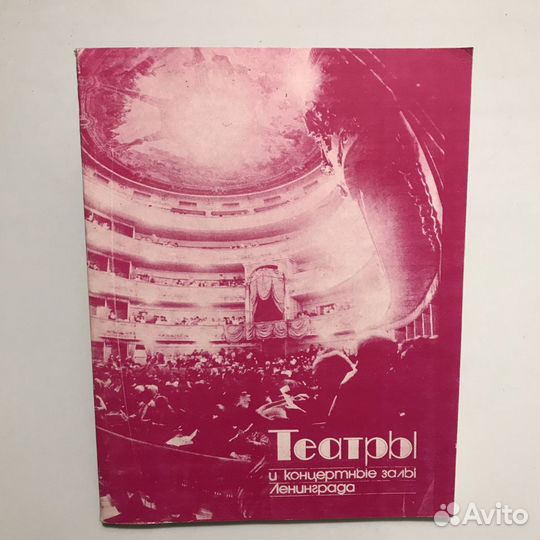 Театры
и концертные залы
Ленинграда
Avito